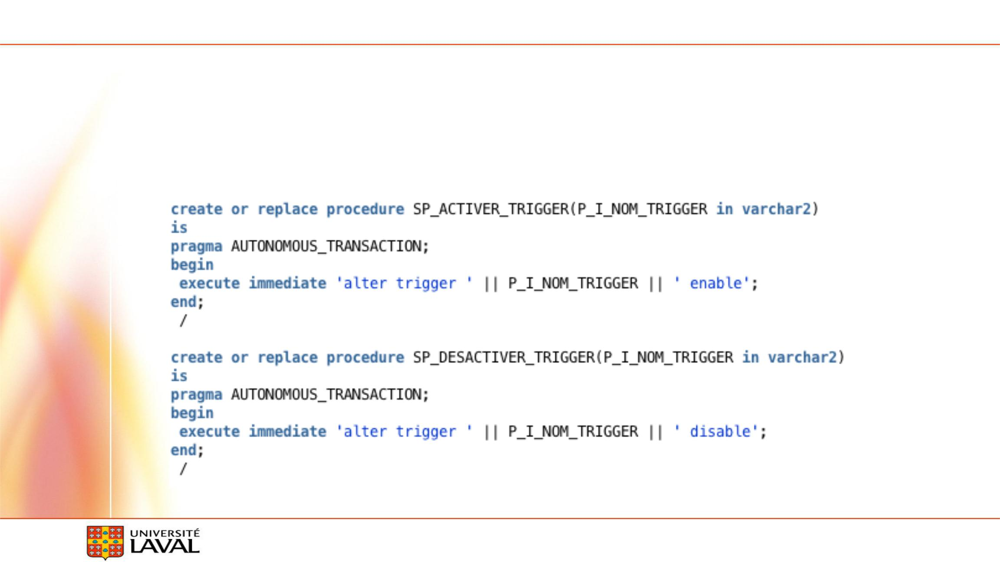 create or replace procedure SP_ACTIVER_TRIGGER(P_I_NOM_TRIGGER in varchar2)
is
pragma AUTONOMOUS_TRANSACTION;
begin
 execute immediate 'alter trigger ' || P_I_NOM_TRIGGER || ' enable';
end;
 /

create or replace procedure SP_DESACTIVER_TRIGGER(P_I_NOM_TRIGGER in varchar2)
is
pragma AUTONOMOUS_TRANSACTION;
begin
 execute immediate 'alter trigger ' || P_I_NOM_TRIGGER || ' disable';
end;
 /
UNIVERSITÉ
LAVAL